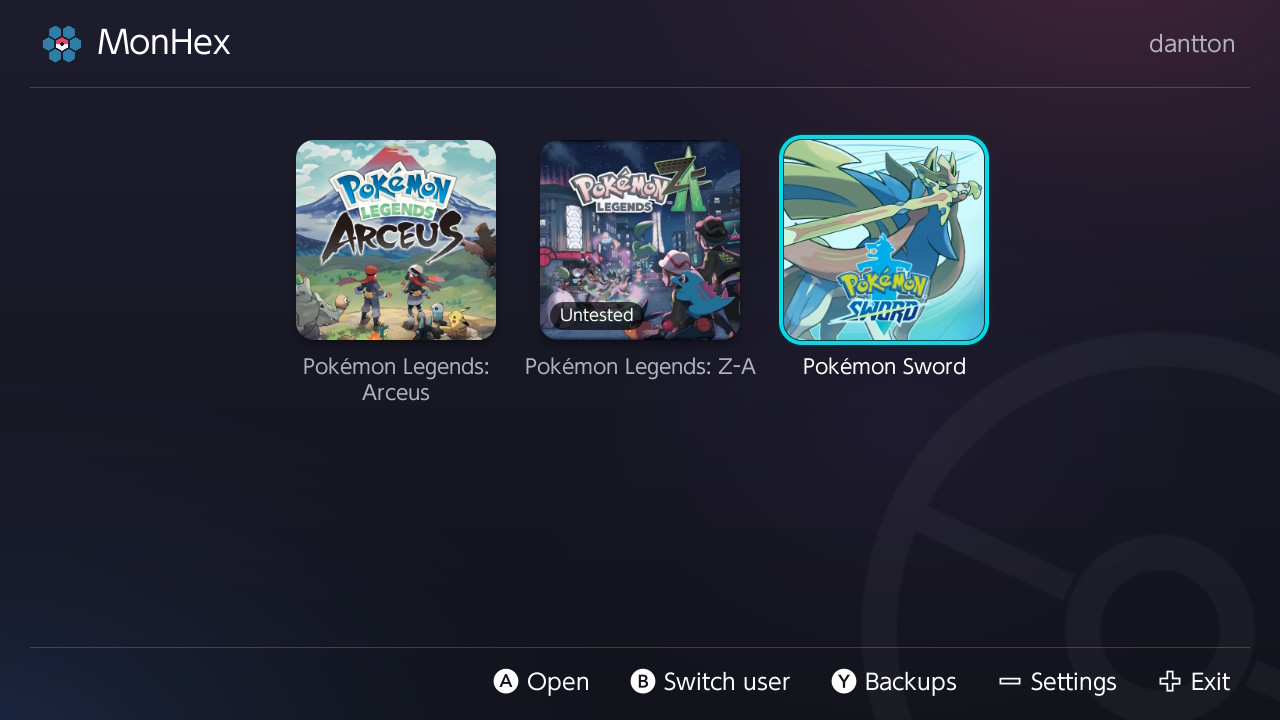 MonHex
dantton
POKÉMON
LEGENDS
ARCEUS
POKÉMON
LEGENDS
Z-A
Untested
POKÉMON
SWORD
Pokémon Legends:
Arceus
Pokémon Legends: Z-A
Pokémon Sword
A Open
B Switch user
Y Backups
Settings
Exit